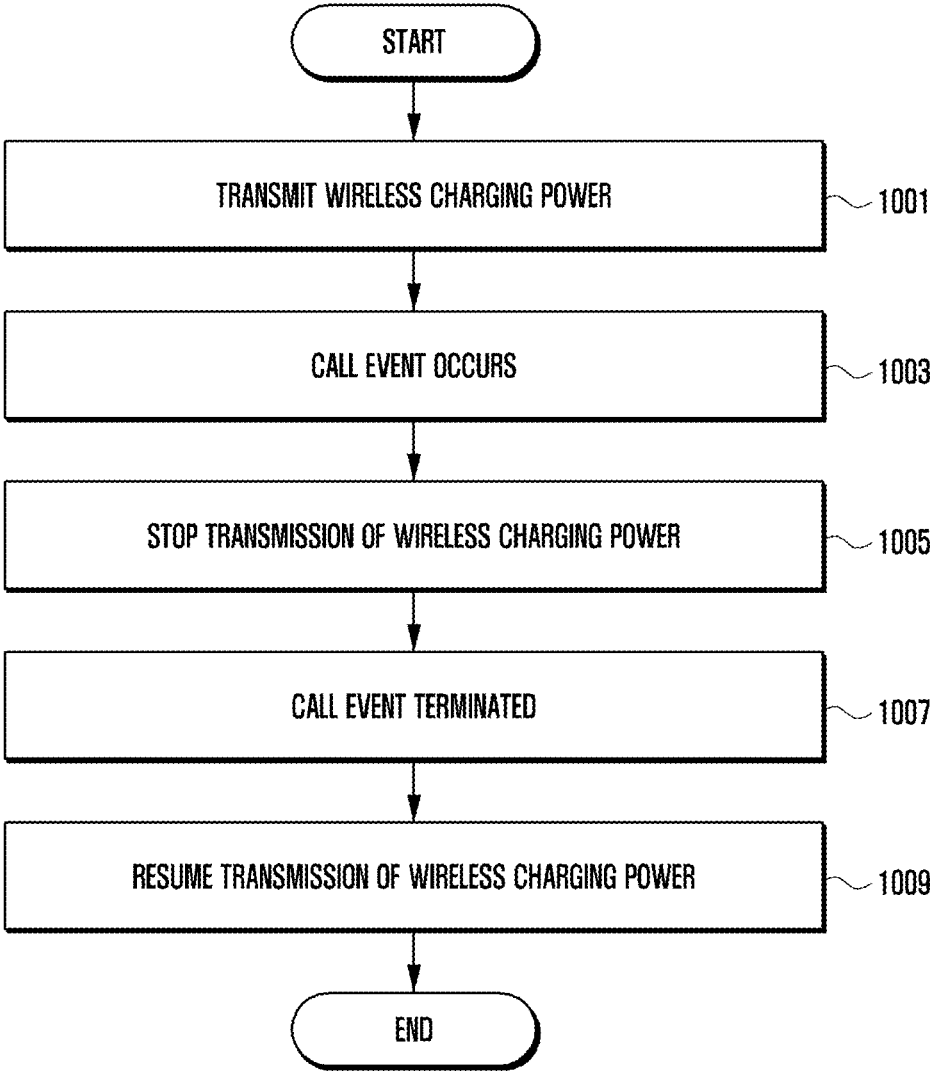 START
TRANSMIT WIRELESS CHARGING POWER
1001
CALL EVENT OCCURS
1003
STOP TRANSMISSION OF WIRELESS CHARGING POWER
1005
CALL EVENT TERMINATED
1007
RESUME TRANSMISSION OF WIRELESS CHARGING POWER
1009
END